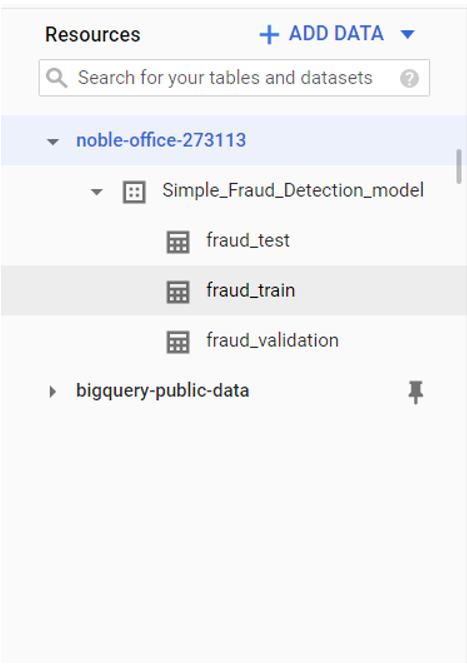 Resources + ADD DATA
Search for your tables and datasets ?
noble-office-273113
Simple_Fraud_Detection_model
fraud_test
fraud_train
fraud_validation
bigquery-public-data